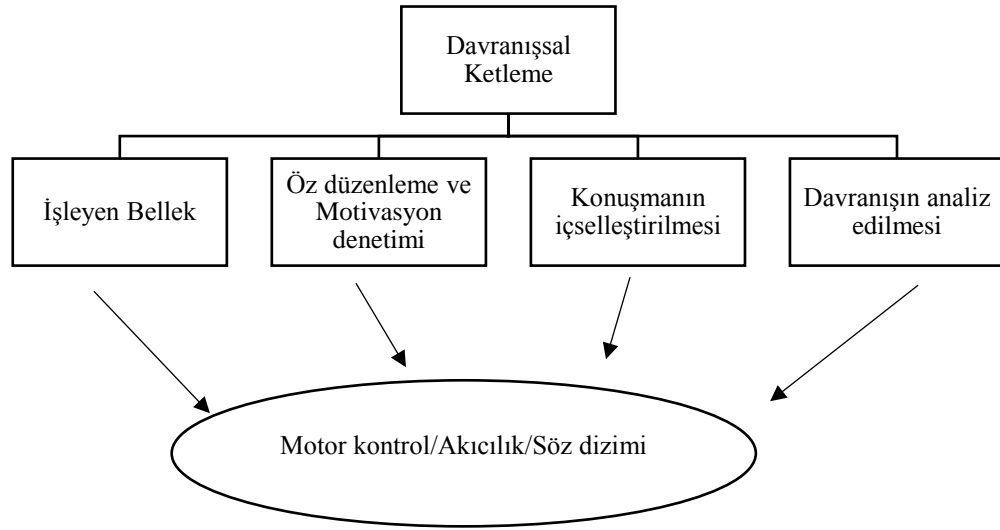 Davranışsal
Ketleme
İşleyen Bellek
Öz düzenleme ve
Motivasyon
denetimi
Konuşmanın
içselleştirilmesi
Davranışın analiz
edilmesi
Motor kontrol/Akıcılık/Söz dizimi